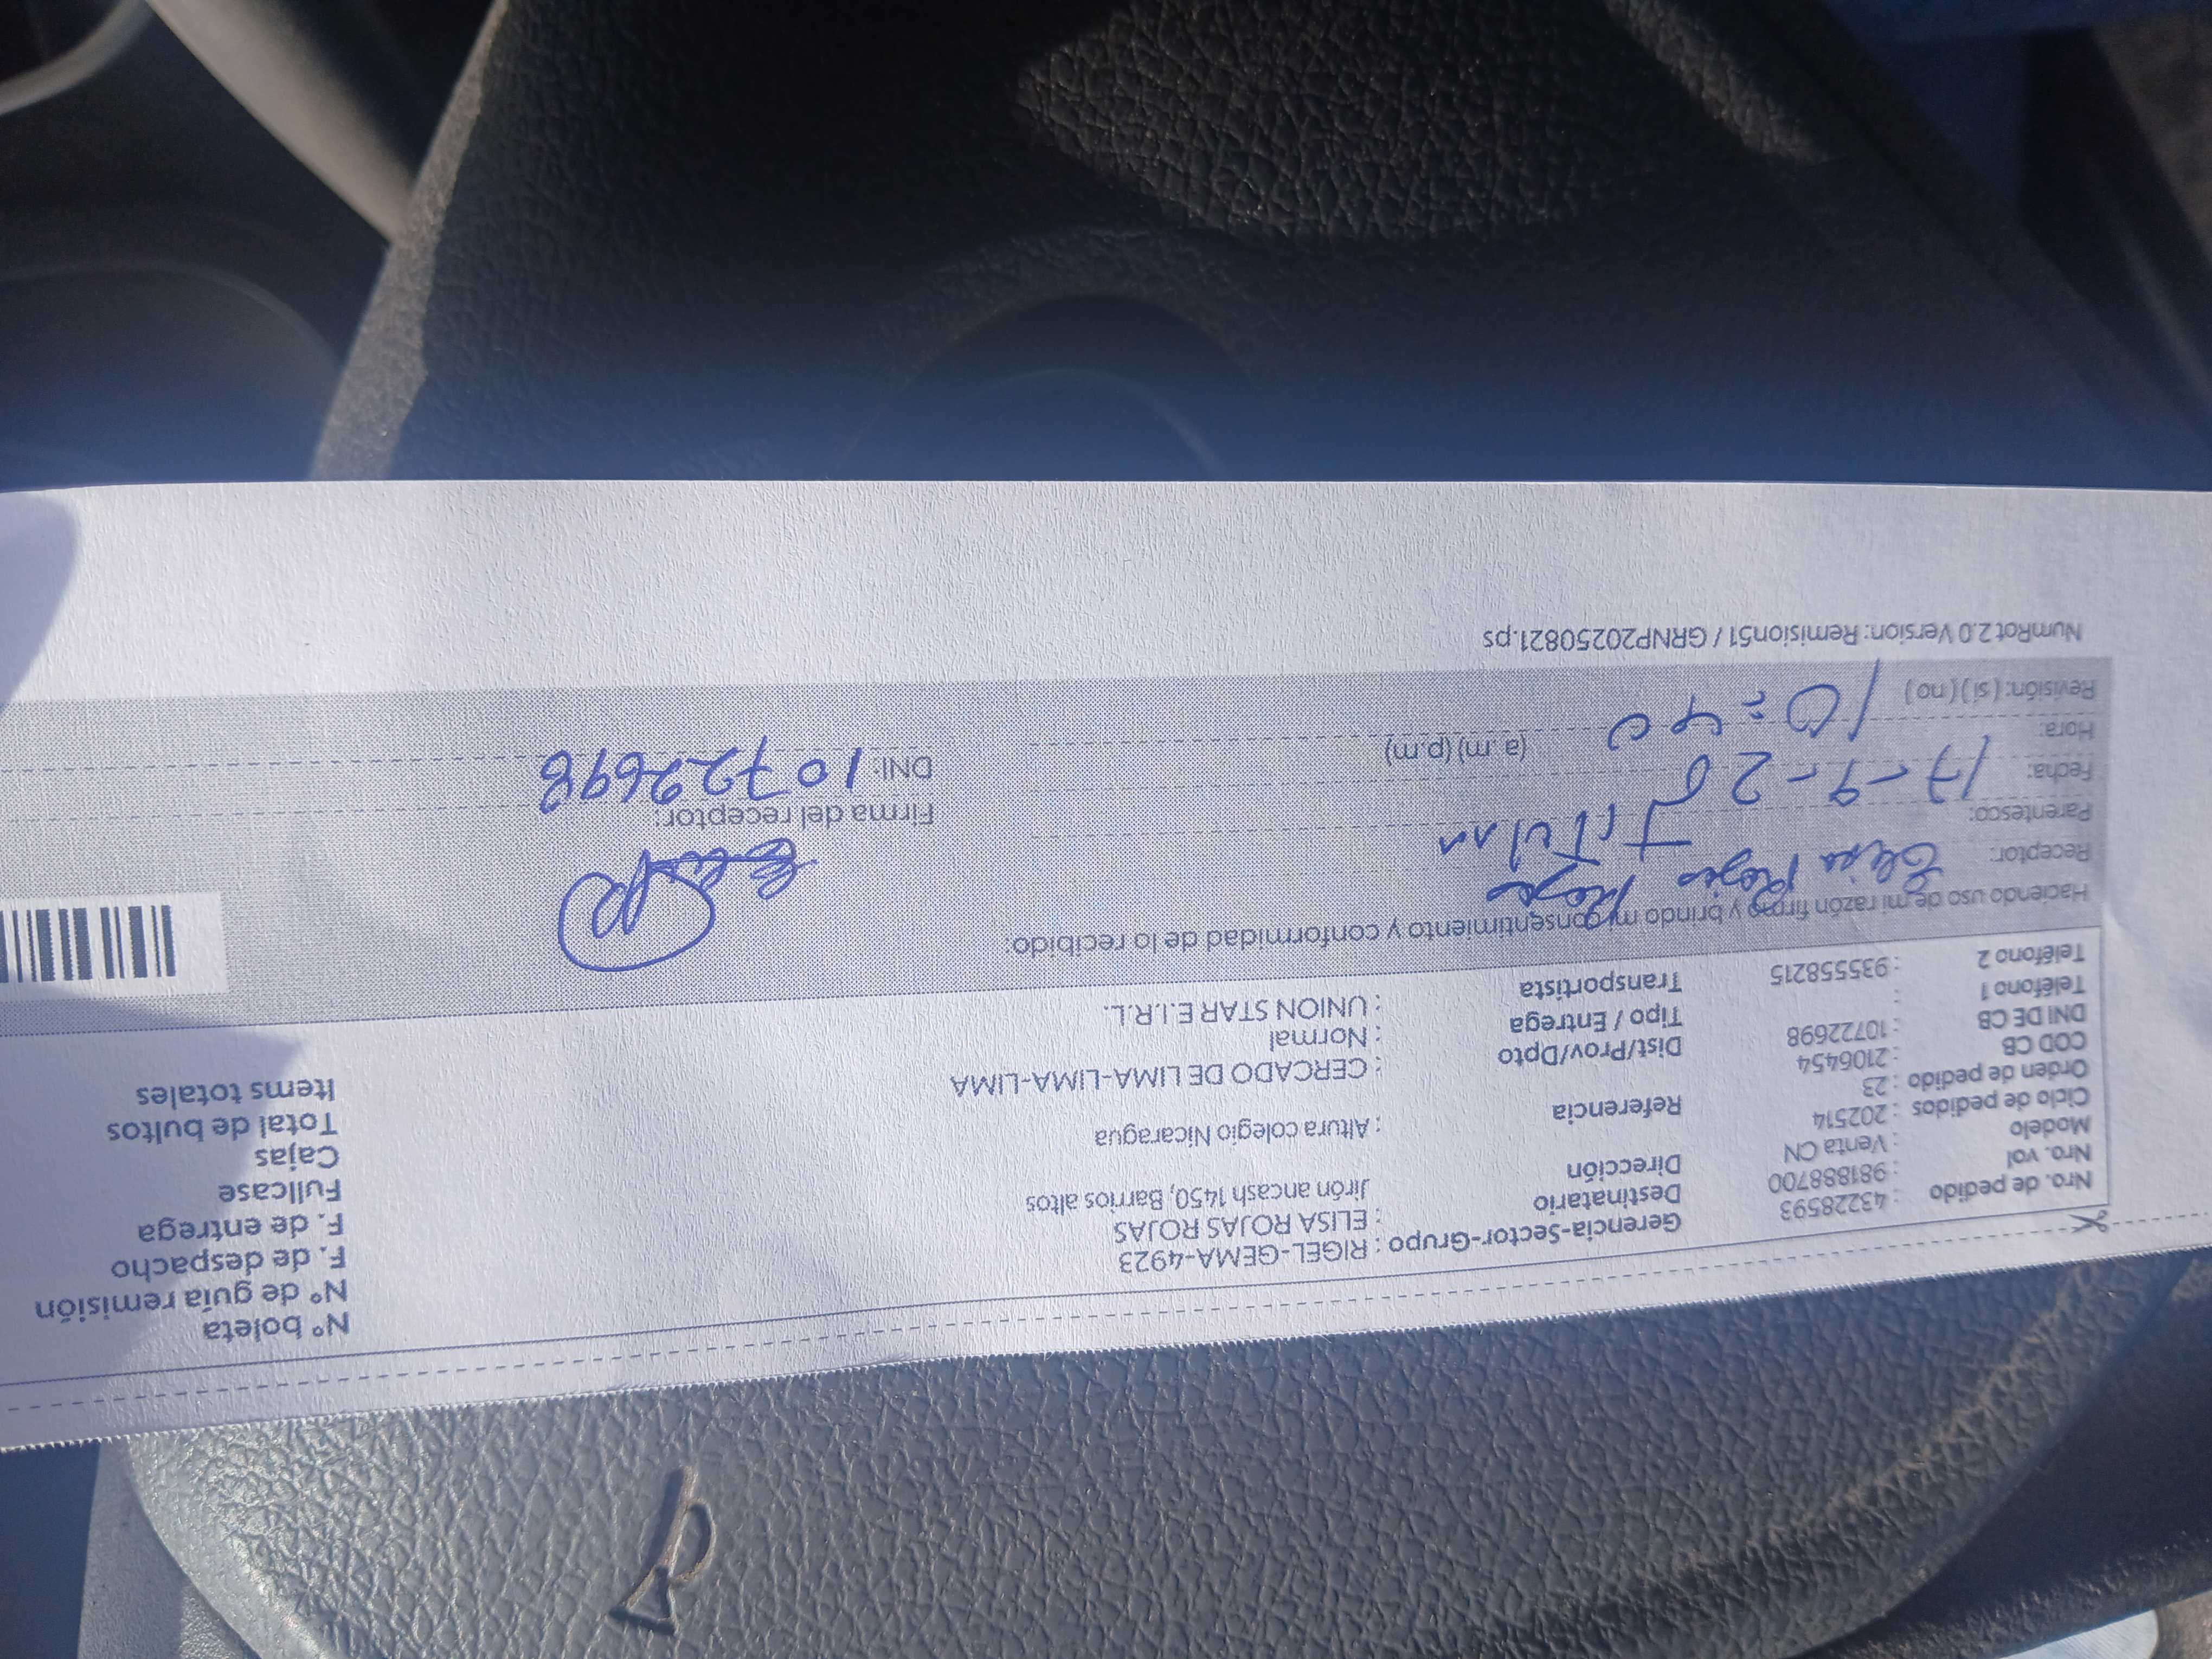 Nro. de pedido : 43228593
Nro. vol : 981888700
Modelo : Venta CN
Ciclo de pedidos : 202514
Orden de pedido : 23
COD CB : 2106454
DNI DE CB : 10722698
Teléfono 1 :
Teléfono 2 : 935558215
Gerencia-Sector-Grupo : RIGEL-GEMA-4923
Destinatario : ELISA ROJAS ROJAS
Dirección Jirón ancash 1450, Barrios altos
Referencia : Altura colegio Nicaragua
Dist/Prov/Dpto : CERCADO DE LIMA-LIMA-LIMA
Tipo / Entrega : Normal
Transportista : UNION STAR E.I.R.L.
N° boleta
N° de guía remisión
F. de despacho
F. de entrega
Fullcase
Cajas
Total de bultos
Items totales
Haciendo uso de mi razón firmo y brindo mi consentimiento y conformidad de lo recibido:
Receptor: Elisa Rojas Rojas
Parentesco: Titular
Fecha: 17-9-25
Hora: 10:40 (a.m) (p.m)
Revisión: (si) (no)
Firma del receptor:
DNI: 10722698
NumRot 2.0 Version: Remision51 / GRNP20250821.ps